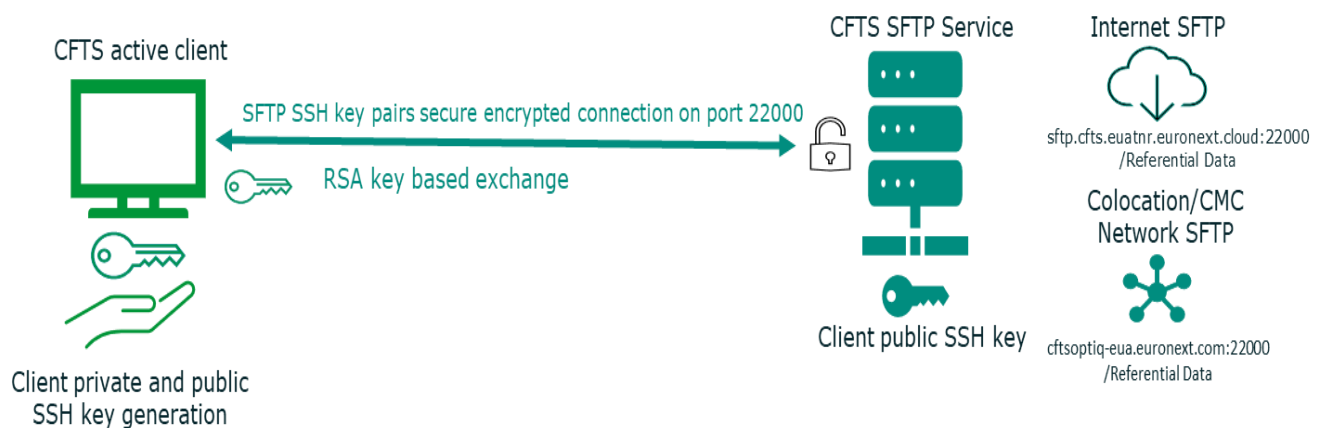 CFTS active client
SFTP SSH key pairs secure encrypted connection on port 22000
RSA key based exchange
Client private and public
SSH key generation
CFTS SFTP Service
Client public SSH key
Internet SFTP
sftp.cfts.euatnr.euronext.cloud:22000
/Referential Data
Colocation/CMC
Network SFTP
cftsoptiq-eua.euronext.com:22000
/Referential Data